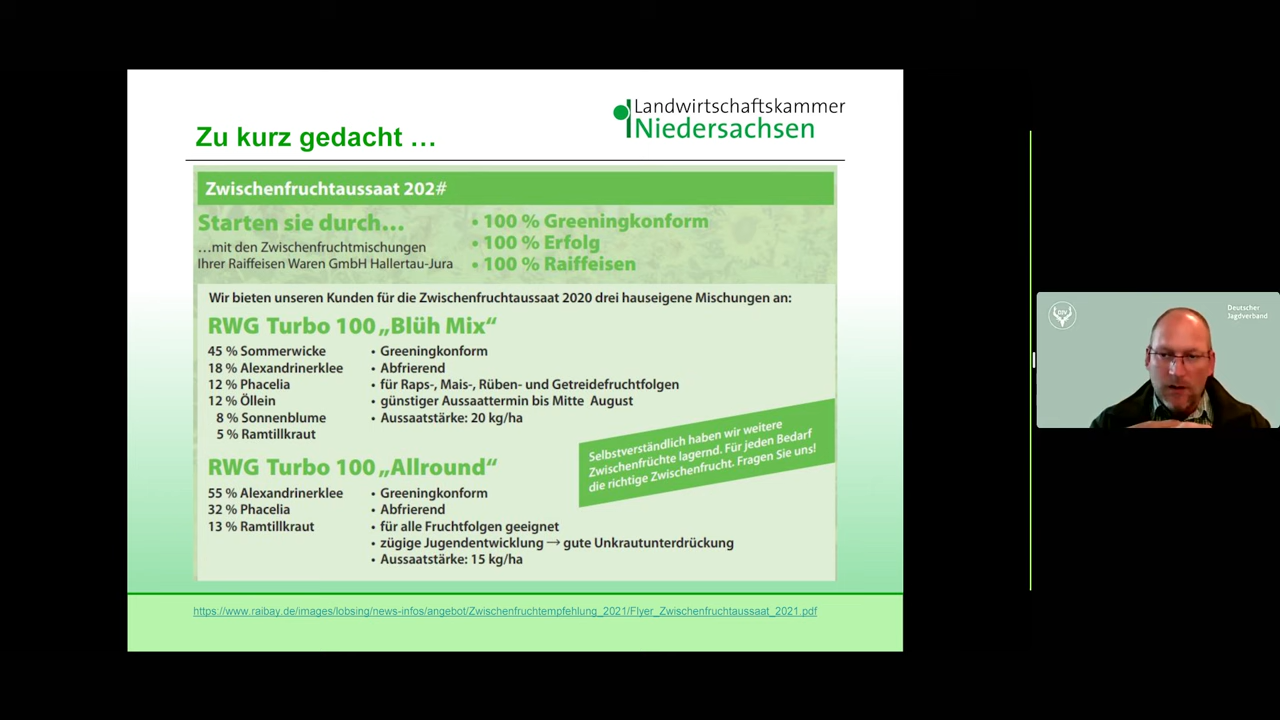 Landwirtschaftskammer
Niedersachsen
Zu kurz gedacht …
Zwischenfruchtaussaat 202#
Starten sie durch…
…mit den Zwischenfruchtmischungen
Ihrer Raiffeisen Waren GmbH Hallertau-Jura
• 100 % Greeningkonform
• 100 % Erfolg
• 100 % Raiffeisen
Wir bieten unseren Kunden für die Zwischenfruchtaussaat 2020 drei hauseigene Mischungen an:
RWG Turbo 100 „Blüh Mix“
45 % Sommerwicke
18 % Alexandrinerklee
12 % Phacelia
12 % Öllein
8 % Sonnenblume
5 % Ramtillkraut
• Greeningkonform
• Abfrierend
• für Raps-, Mais-, Rüben- und Getreidefruchtfolgen
• günstiger Aussaattermin bis Mitte August
• Aussaatstärke: 20 kg/ha
Selbstverständlich haben wir weitere
Zwischenfrüchte lagernd. Für jeden Bedarf
die richtige Zwischenfrucht. Fragen Sie uns!
RWG Turbo 100 „Allround“
55 % Alexandrinerklee
32 % Phacelia
13 % Ramtillkraut
• Greeningkonform
• Abfrierend
• für alle Fruchtfolgen geeignet
• zügige Jugendentwicklung → gute Unkrautunterdrückung
• Aussaatstärke: 15 kg/ha
https://www.raibay.de/images/lobsing/news-infos/angebot/Zwischenfruchtempfehlung_2021/Flyer_Zwischenfruchtaussaat_2021.pdf
DJV
Deutscher
Jagdverband